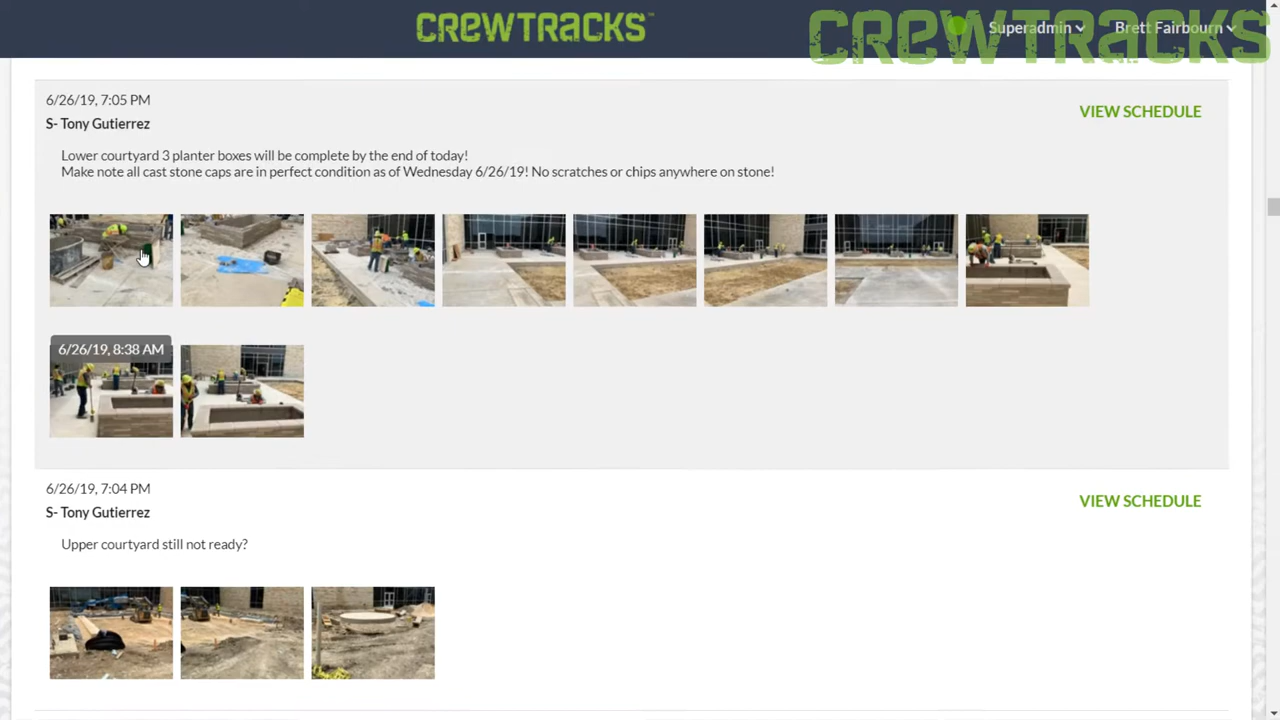 CREWTRACKS™
CREWTRACKS
Superadmin
Brett Fairbourn
6/26/19, 7:05 PM
VIEW SCHEDULE
S- Tony Gutierrez
Lower courtyard 3 planter boxes will be complete by the end of today!
Make note all cast stone caps are in perfect condition as of Wednesday 6/26/19! No scratches or chips anywhere on stone!
6/26/19, 8:38 AM
6/26/19, 7:04 PM
VIEW SCHEDULE
S- Tony Gutierrez
Upper courtyard still not ready?